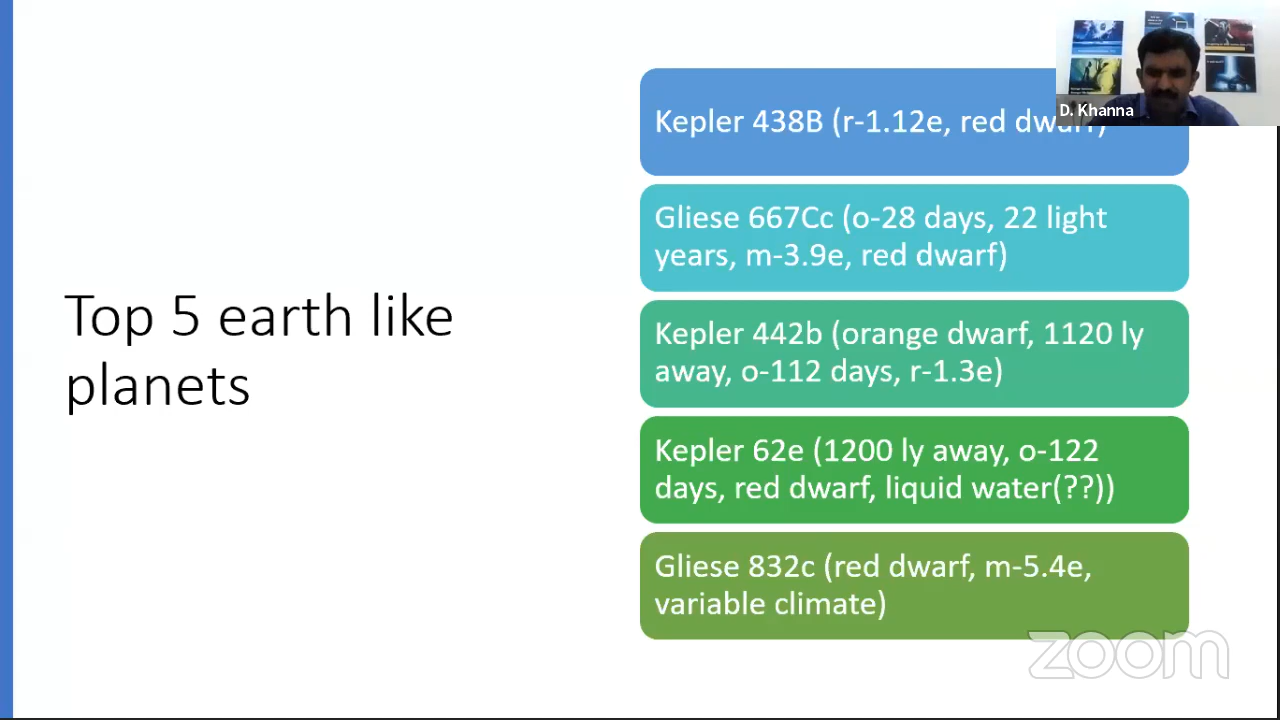 Top 5 earth like
planets
Kepler 438B (r-1.12e, red dwarf)
Gliese 667Cc (o-28 days, 22 light
years, m-3.9e, red dwarf)
Kepler 442b (orange dwarf, 1120 ly
away, o-112 days, r-1.3e)
Kepler 62e (1200 ly away, o-122
days, red dwarf, liquid water(??))
Gliese 832c (red dwarf, m-5.4e,
variable climate)
D. Khanna
zoom